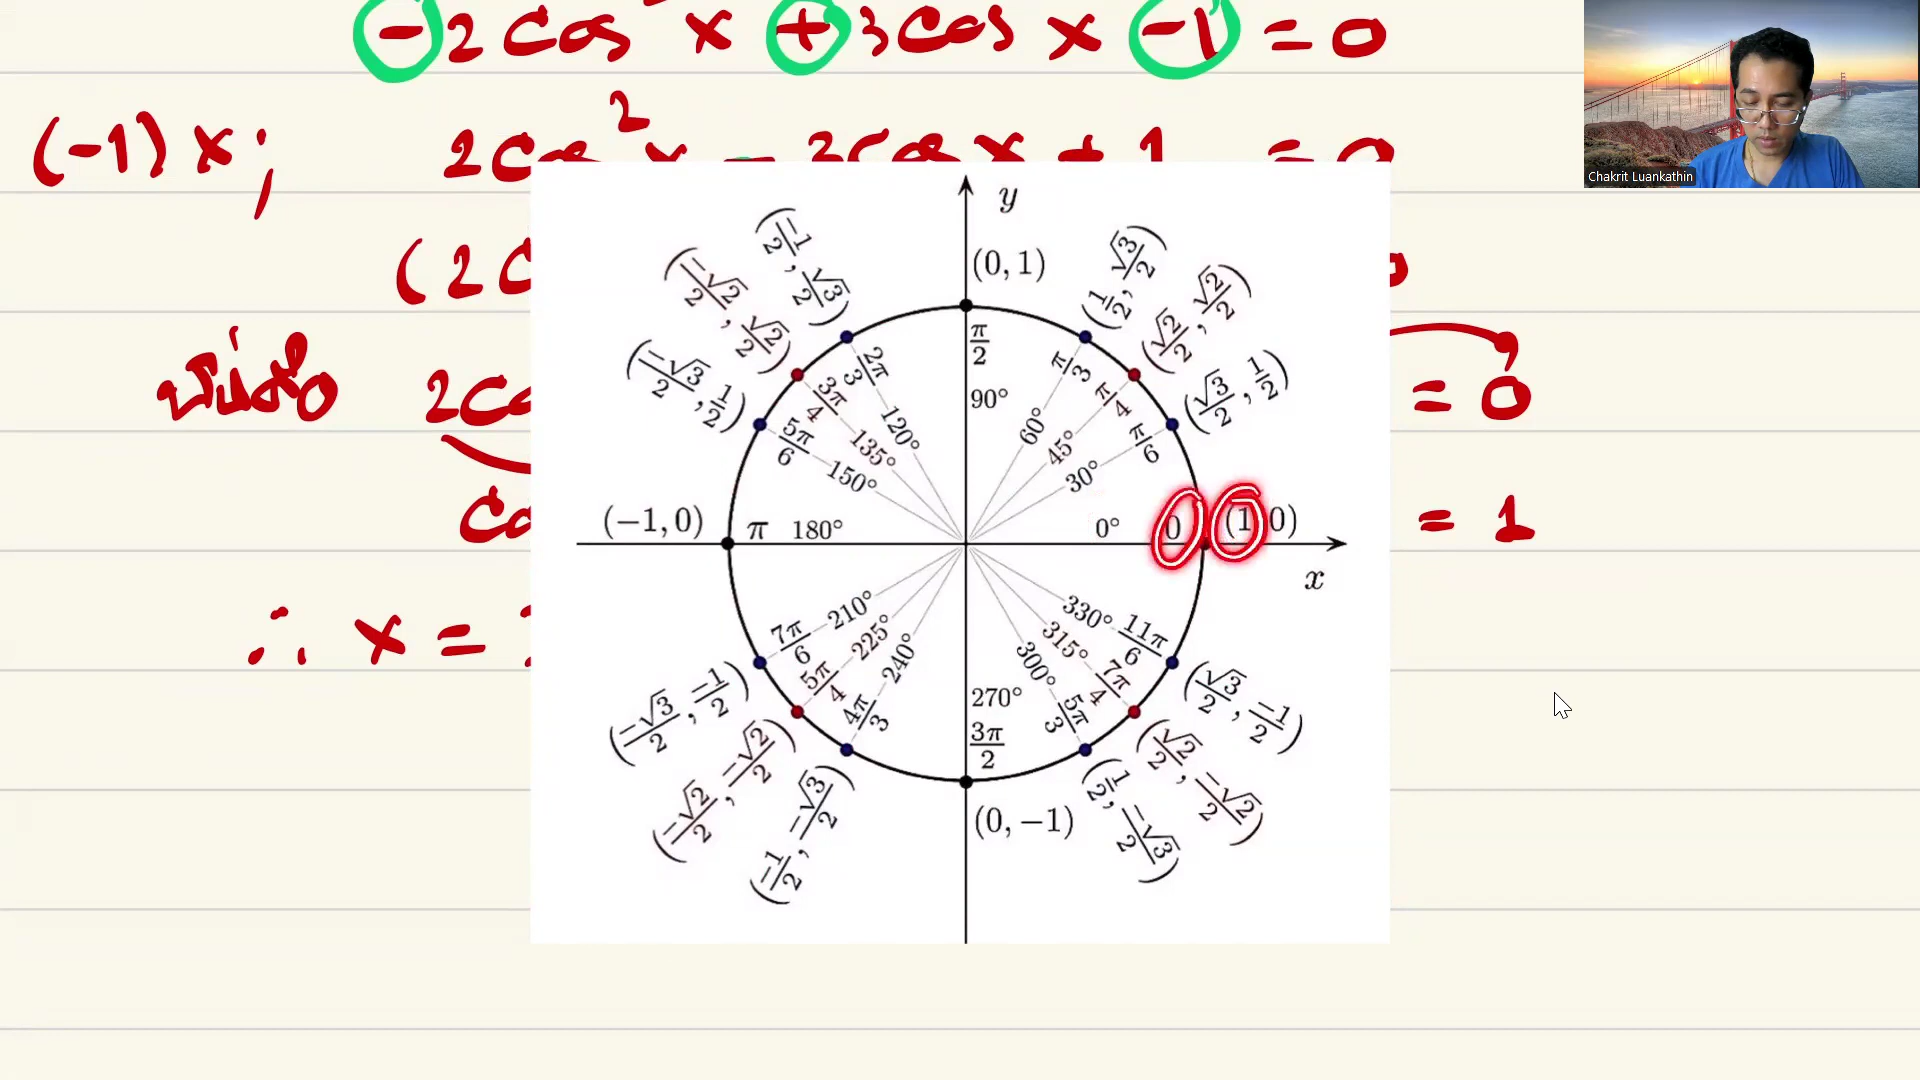 -2cos² x +3cos x -1 = 0
(-1) x; 2cos² x - 3cos x + 1 = 0
Chakrit Luankathin
(2c
นั่นคือ 2co = 0
co = 1
∴ x =
y
(0, 1)
(-1/2, √3/2) (1/2, √3/2)
(-√2/2, √2/2) (√2/2, √2/2)
(-√3/2, 1/2) (√3/2, 1/2)
π/2
2π/3 π/3
3π/4 π/4
5π/6 π/6
90°
120° 60°
135° 45°
150° 30°
(-1, 0) π 180° 0° 0 (1, 0)
x
210° 330°
7π/6 11π/6
225° 315°
5π/4 7π/4
240° 300°
4π/3 5π/3
270°
3π/2
(-√3/2, -1/2) (√3/2, -1/2)
(-√2/2, -√2/2) (√2/2, -√2/2)
(-1/2, -√3/2) (1/2, -√3/2)
(0, -1)